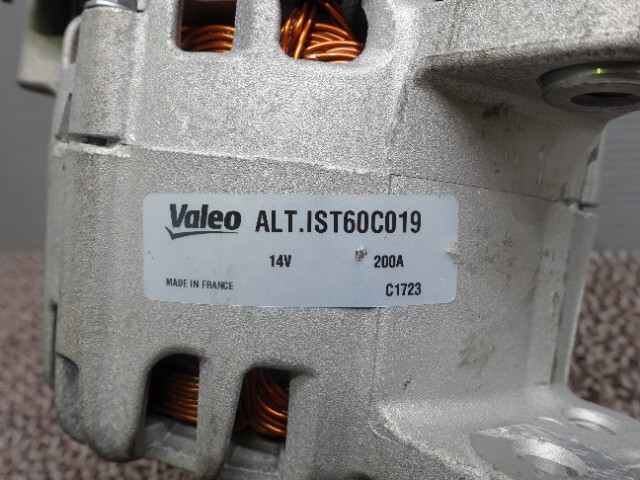 Valeo ALT.IST60C019
14V 200A
MADE IN FRANCE C1723